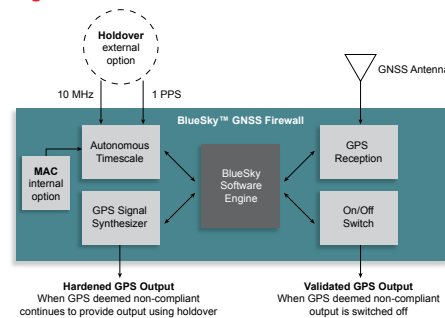 Holdover
external
option
GNSS Antenna
10 MHz
1 PPS
BlueSky™ GNSS Firewall
Autonomous
Timescale
GPS
Reception
MAC
internal
option
BlueSky
Software
Engine
GPS Signal
Synthesizer
On/Off
Switch
Hardened GPS Output
When GPS deemed non-compliant
continues to provide output using holdover
Validated GPS Output
When GPS deemed non-compliant
output is switched off